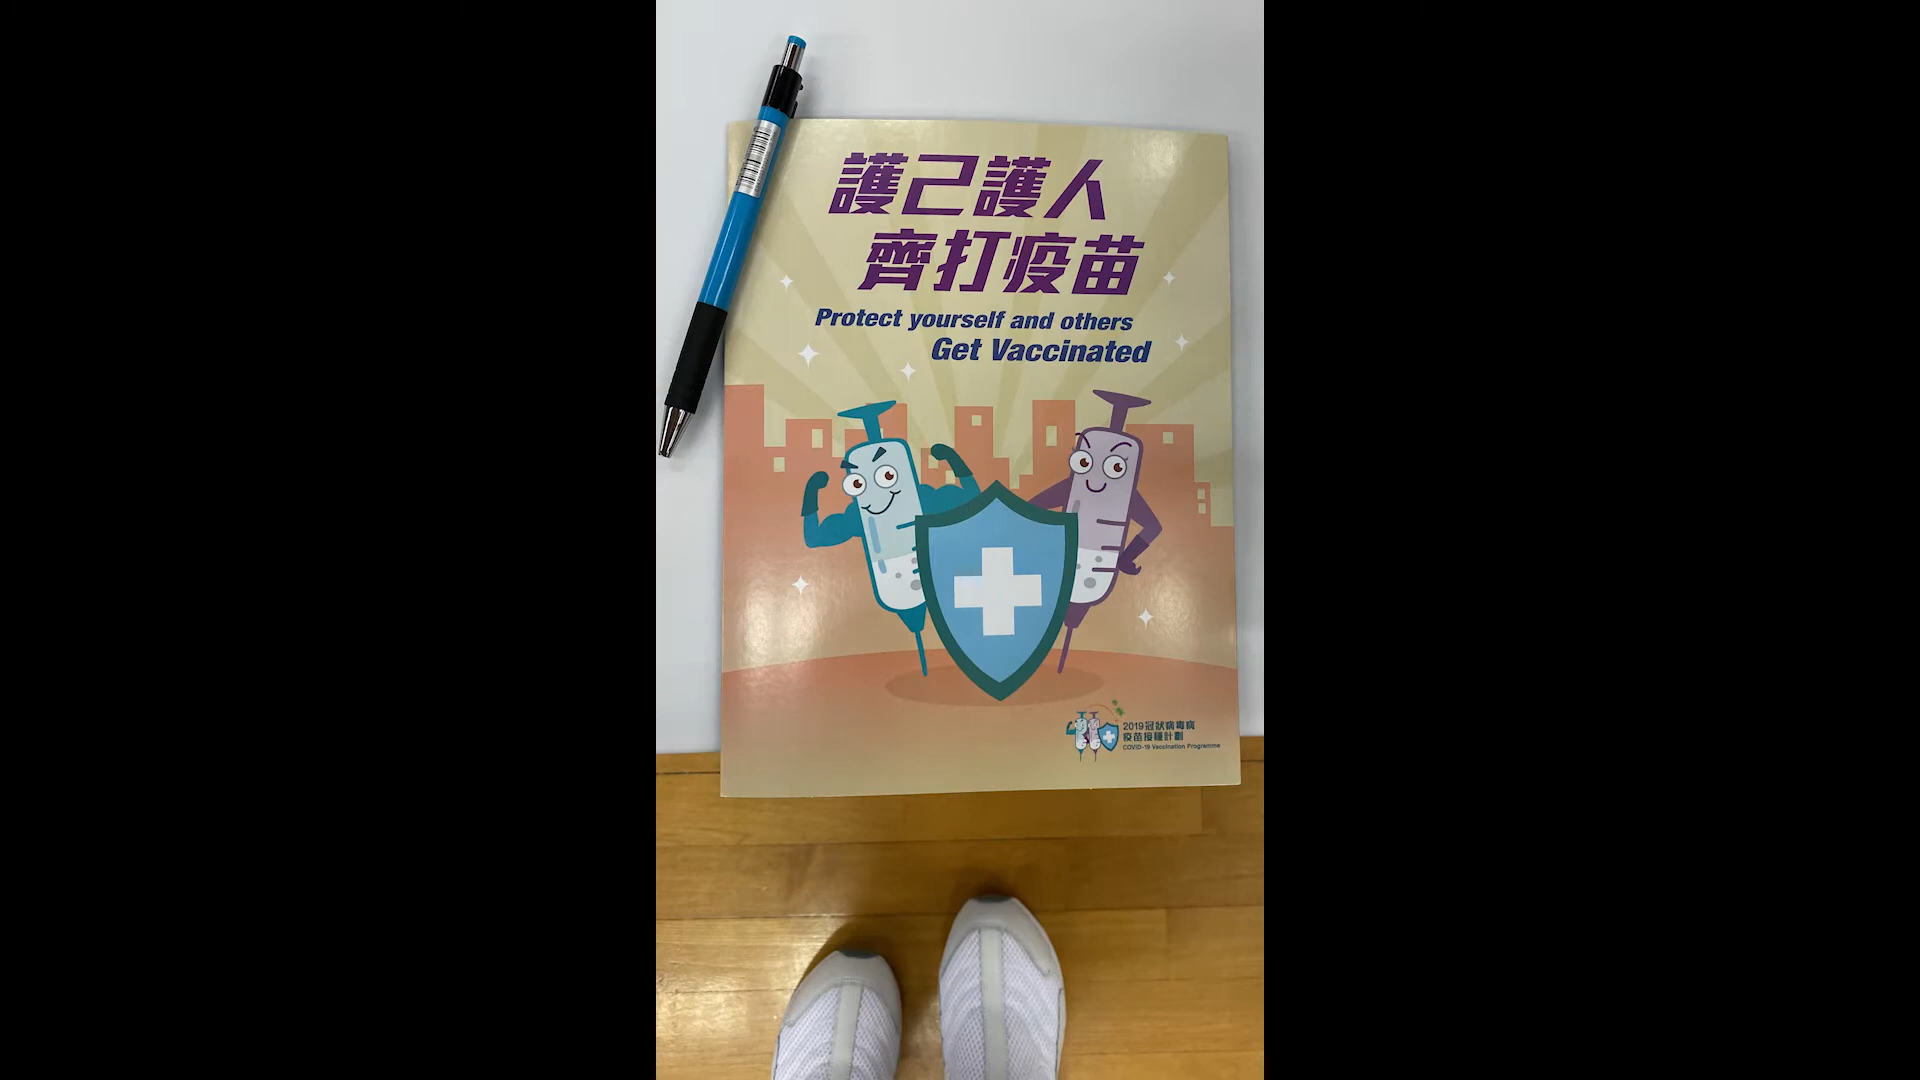 護己護人
齊打疫苗
Protect yourself and others
Get Vaccinated
2019冠狀病毒病
疫苗接種計劃
COVID-19 Vaccination Programme